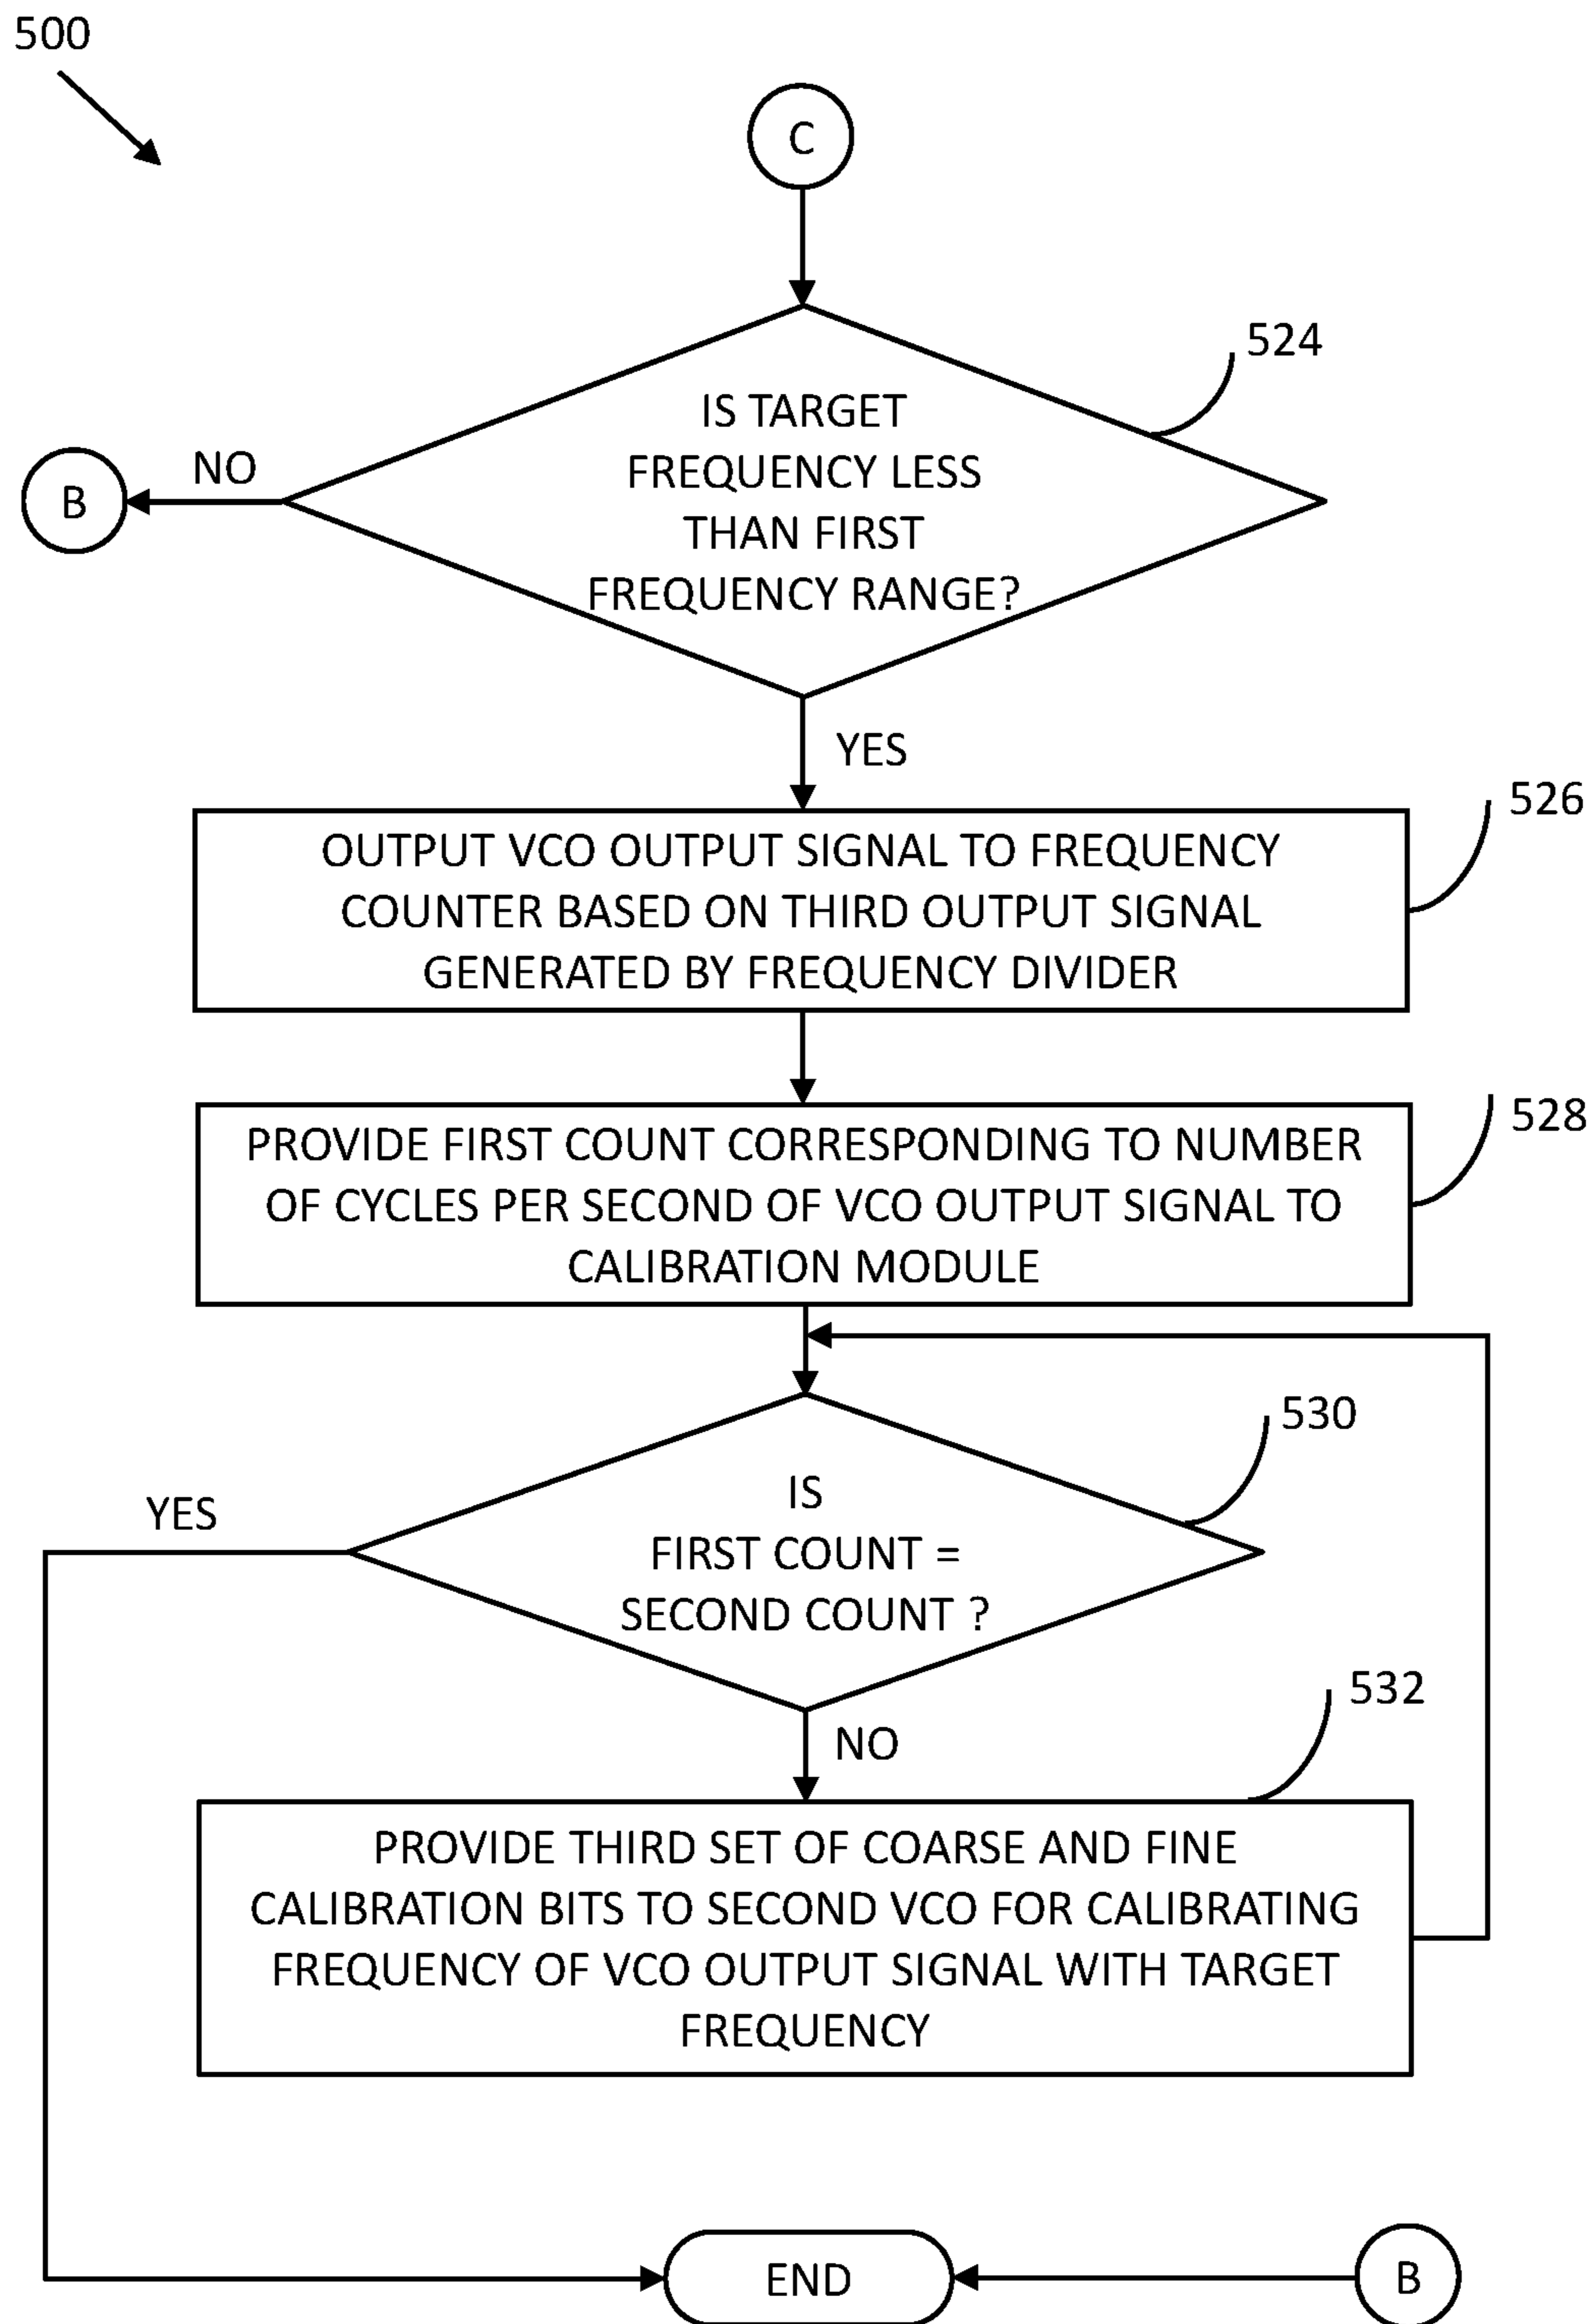 500
C
524
IS TARGET
FREQUENCY LESS
THAN FIRST
FREQUENCY RANGE?
NO
B
YES
526
OUTPUT VCO OUTPUT SIGNAL TO FREQUENCY
COUNTER BASED ON THIRD OUTPUT SIGNAL
GENERATED BY FREQUENCY DIVIDER
528
PROVIDE FIRST COUNT CORRESPONDING TO NUMBER
OF CYCLES PER SECOND OF VCO OUTPUT SIGNAL TO
CALIBRATION MODULE
530
IS
FIRST COUNT =
SECOND COUNT ?
YES
NO
532
PROVIDE THIRD SET OF COARSE AND FINE
CALIBRATION BITS TO SECOND VCO FOR CALIBRATING
FREQUENCY OF VCO OUTPUT SIGNAL WITH TARGET
FREQUENCY
END
B